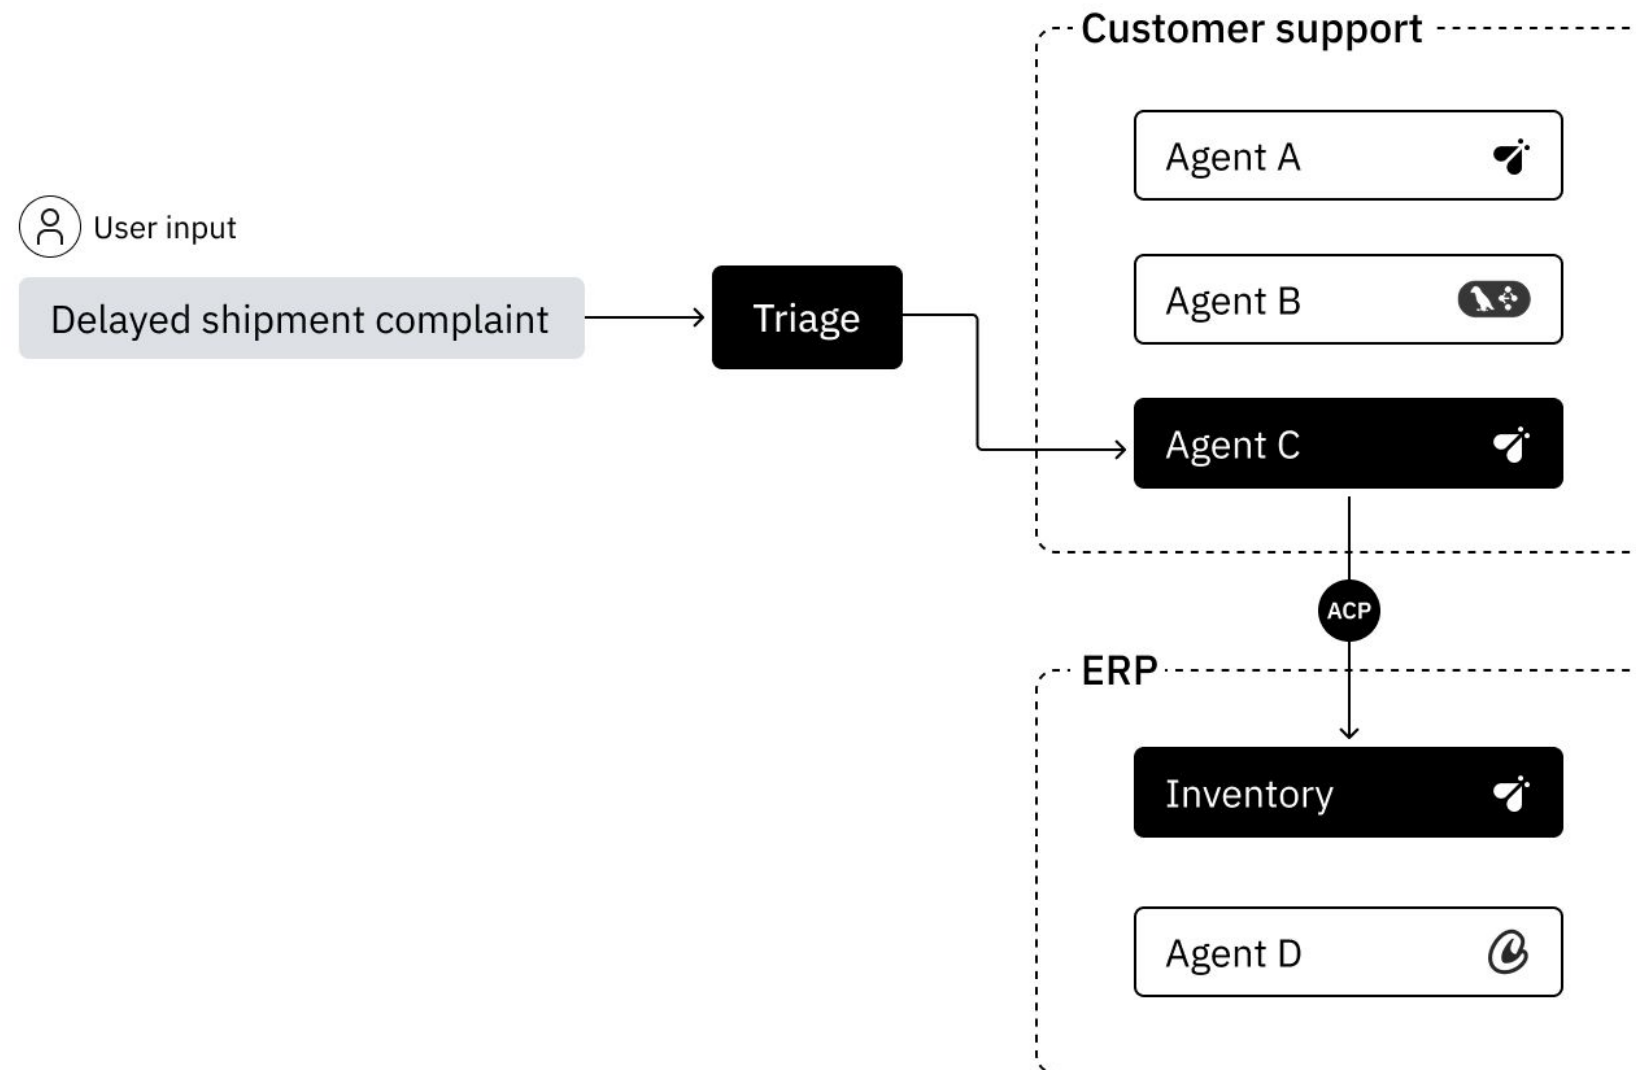 Customer support
Agent A
User input
Agent B
Delayed shipment complaint
Triage
Agent C
ACP
ERP
Inventory
Agent D